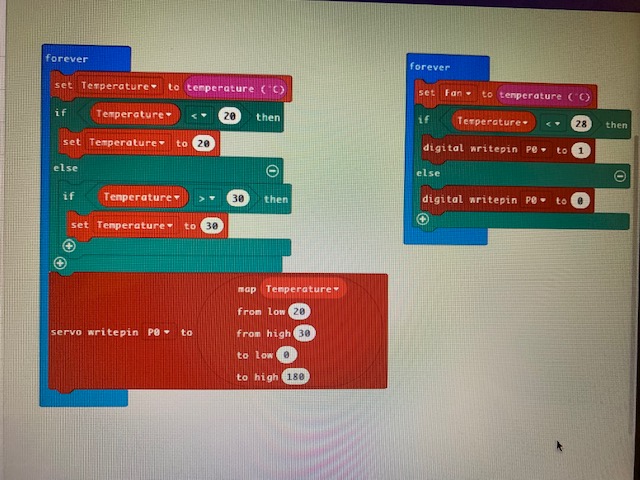 forever
set Temperature to temperature (°C)
if Temperature < 20 then
set Temperature to 20
else
if Temperature > 30 then
set Temperature to 30
servo writepin P0 to
map Temperature
from low 20
from high 30
to low 0
to high 180
forever
set Fan to temperature (°C)
if Temperature < 28 then
digital writepin P0 to 1
else
digital writepin P0 to 0